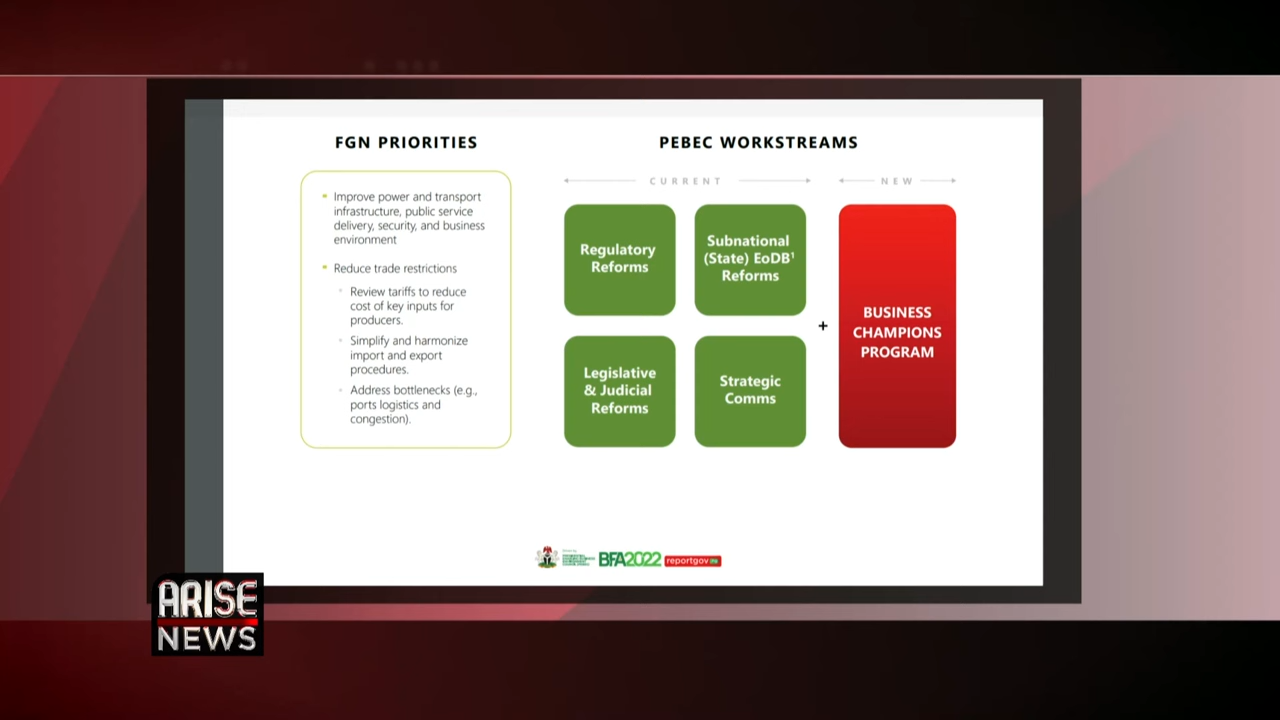 FGN PRIORITIES
Improve power and transport
infrastructure, public service
delivery, security, and business
environment
Reduce trade restrictions
Review tariffs to reduce
cost of key inputs for
producers.
Simplify and harmonize
import and export
procedures.
Address bottlenecks (e.g.,
ports logistics and
congestion).
PEBEC WORKSTREAMS
CURRENT
NEW
Regulatory
Reforms
Subnational
(State) EoDB¹
Reforms
Legislative
& Judicial
Reforms
Strategic
Comms
+
BUSINESS
CHAMPIONS
PROGRAM
BFA2022
reportgov
ARISE
NEWS